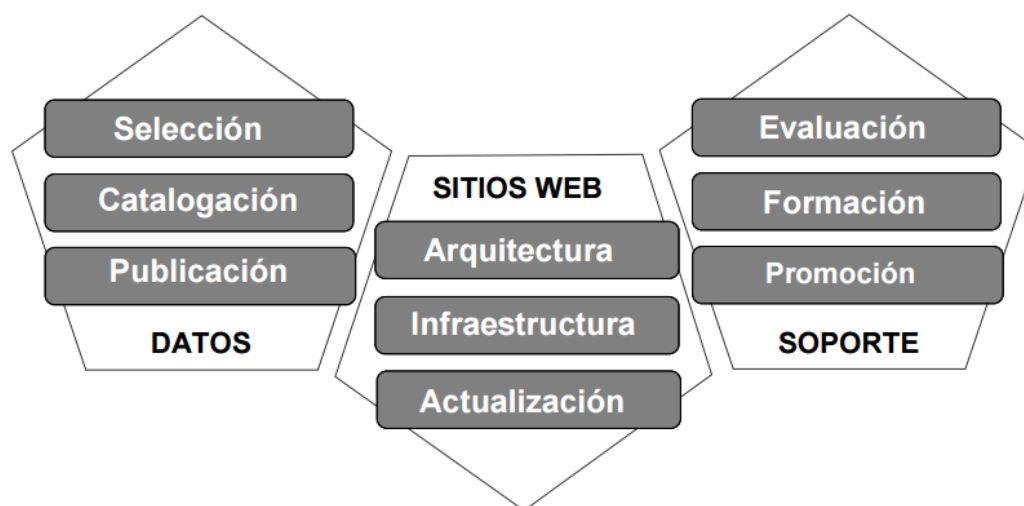 Selección
Catalogación
Publicación
DATOS
SITIOS WEB
Arquitectura
Infraestructura
Actualización
Evaluación
Formación
Promoción
SOPORTE